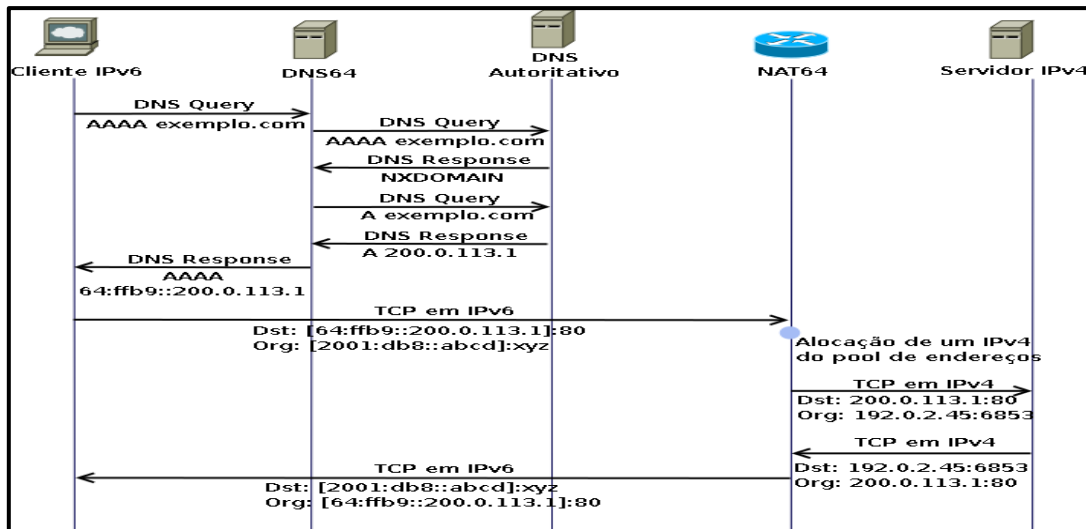 Cliente IPv6
DNS64
DNS
Autoritativo
NAT64
Servidor IPv4
DNS Query
AAAA exemplo.com
DNS Query
AAAA exemplo.com
DNS Response
NXDOMAIN
DNS Query
A exemplo.com
DNS Response
A 200.0.113.1
DNS Response
AAAA
64:ffb9::200.0.113.1
TCP em IPv6
Dst: [64:ffb9::200.0.113.1]:80
Org: [2001:db8::abcd]:xyz
Alocação de um IPv4
do pool de endereços
TCP em IPv4
Dst: 200.0.113.1:80
Org: 192.0.2.45:6853
TCP em IPv4
Dst: 192.0.2.45:6853
Org: 200.0.113.1:80
TCP em IPv6
Dst: [2001:db8::abcd]:xyz
Org: [64:ffb9::200.0.113.1]:80